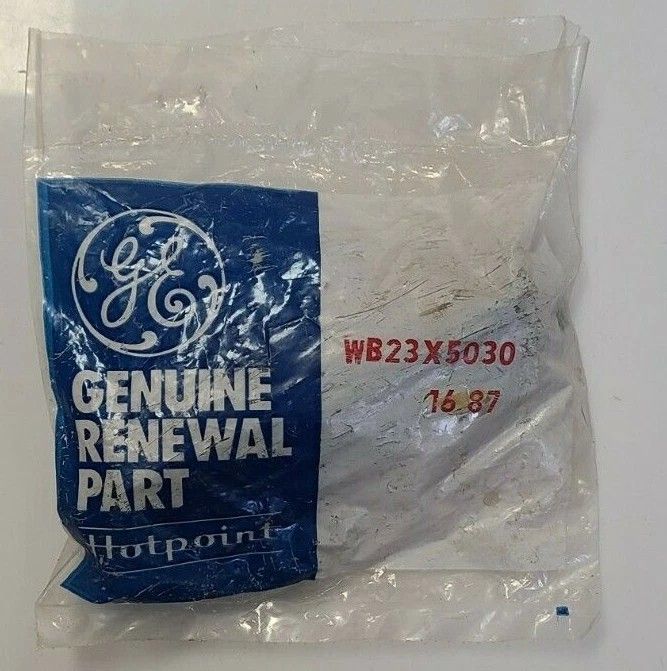 GE
GENUINE
RENEWAL
PART
Hotpoint
WB23X5030
16 87